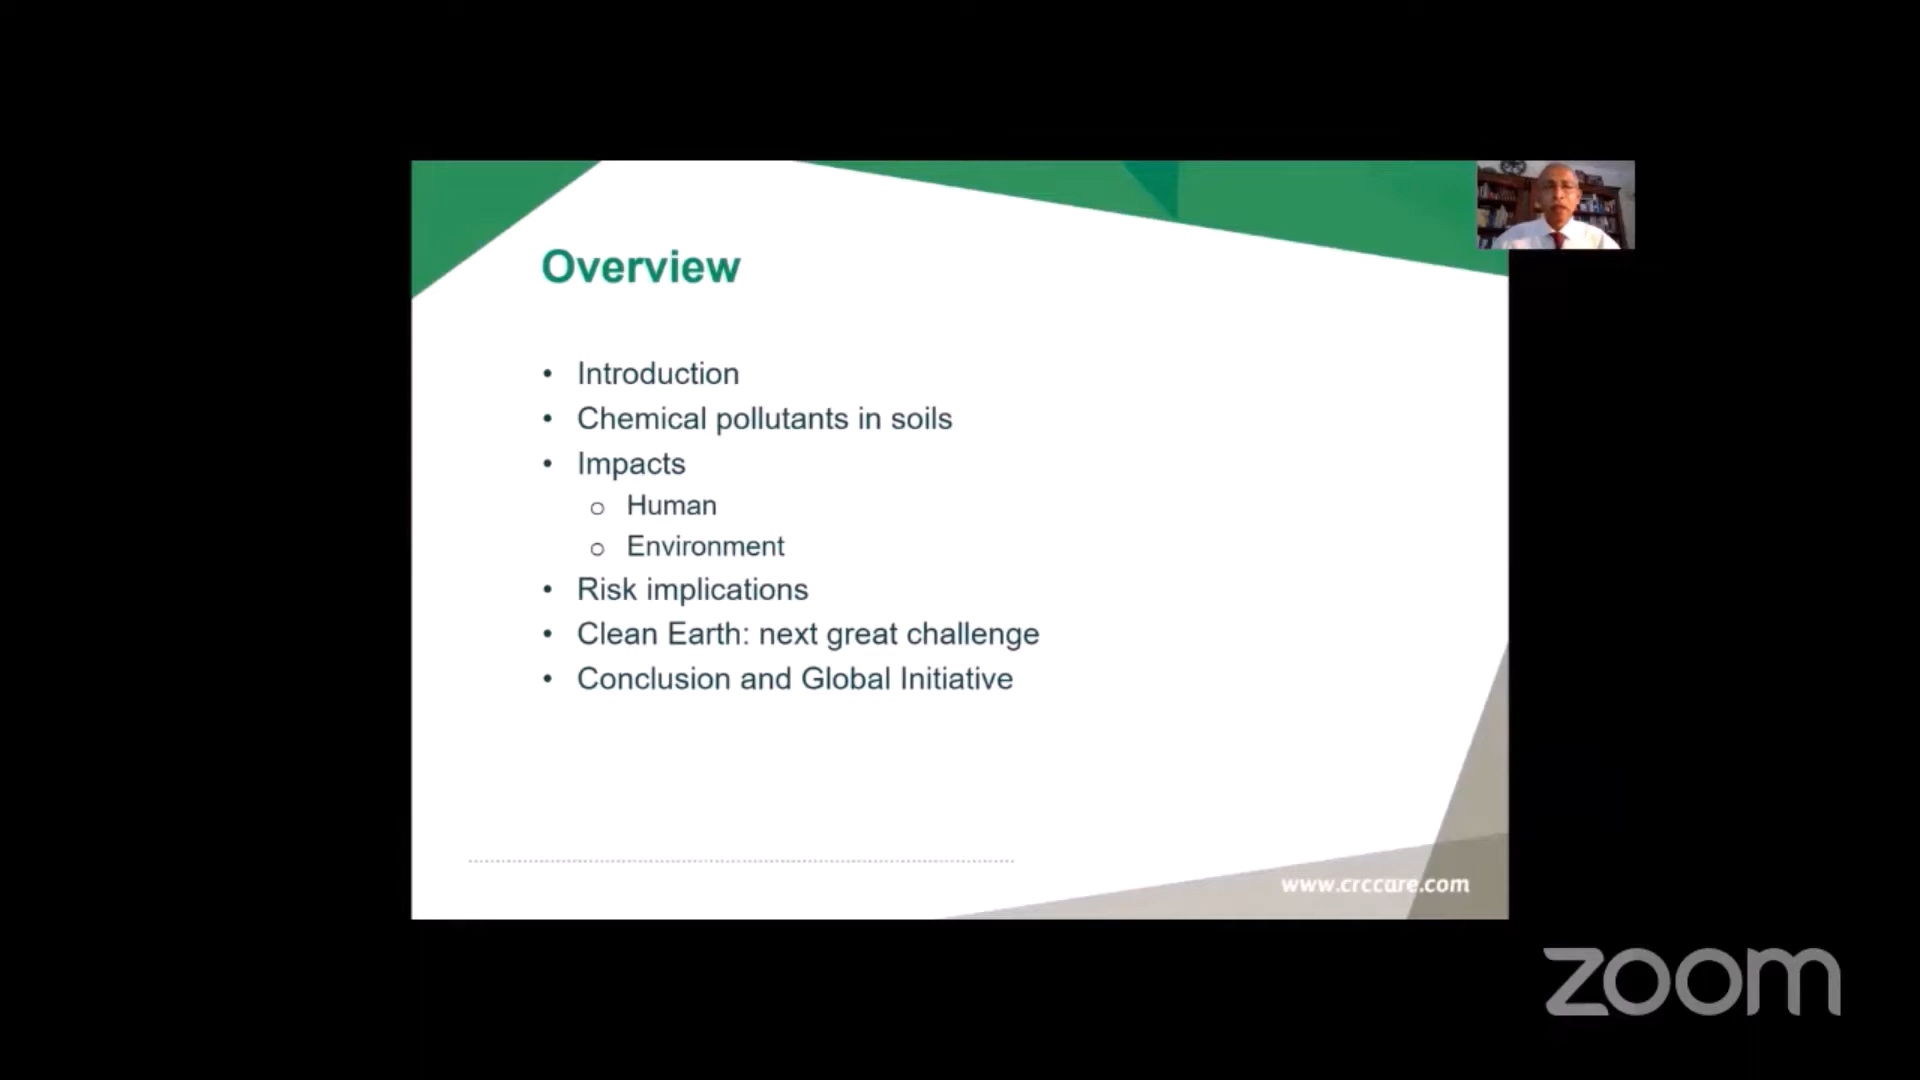 Overview
• Introduction
• Chemical pollutants in soils
• Impacts
o Human
o Environment
• Risk implications
• Clean Earth: next great challenge
• Conclusion and Global Initiative
www.crccare.com
zoom